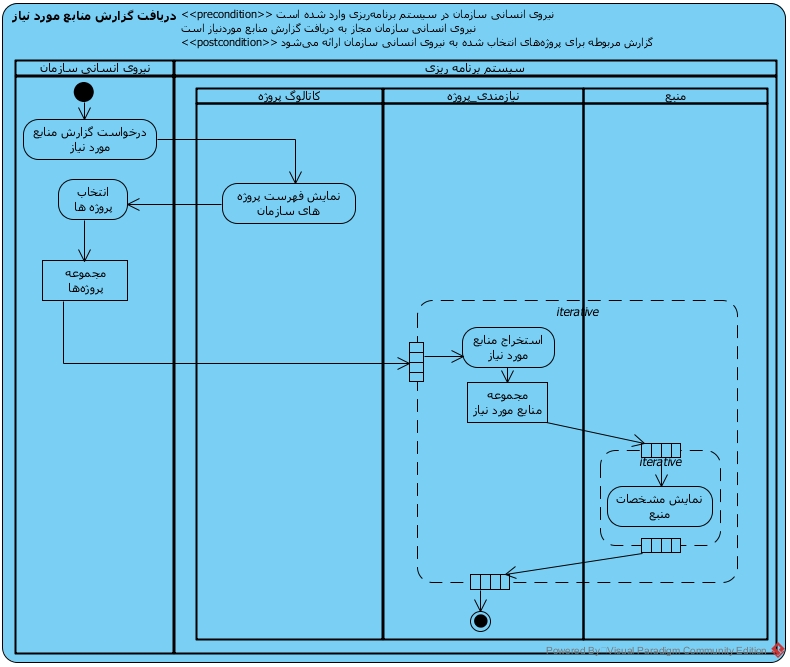 دریافت گزارش منابع مورد نیاز
<<precondition>> نیروی انسانی سازمان در سیستم برنامه‌ریزی وارد شده است
نیروی انسانی سازمان مجاز به دریافت گزارش منابع موردنیاز است
<<postcondition>> گزارش مربوطه برای پروژه‌های انتخاب شده به نیروی انسانی سازمان ارائه می‌شود
نیروی انسانی سازمان
سیستم برنامه ریزی
کاتالوگ پروژه
نیازمندی_پروژه
منبع
درخواست گزارش منابع
مورد نیاز
نمایش فهرست پروژه
های سازمان
انتخاب
پروژه ها
مجموعه
پروژه‌ها
iterative
استخراج منابع
مورد نیاز
مجموعه
منابع مورد نیاز
iterative
نمایش مشخصات
منبع
Powered By Visual Paradigm Community Edition